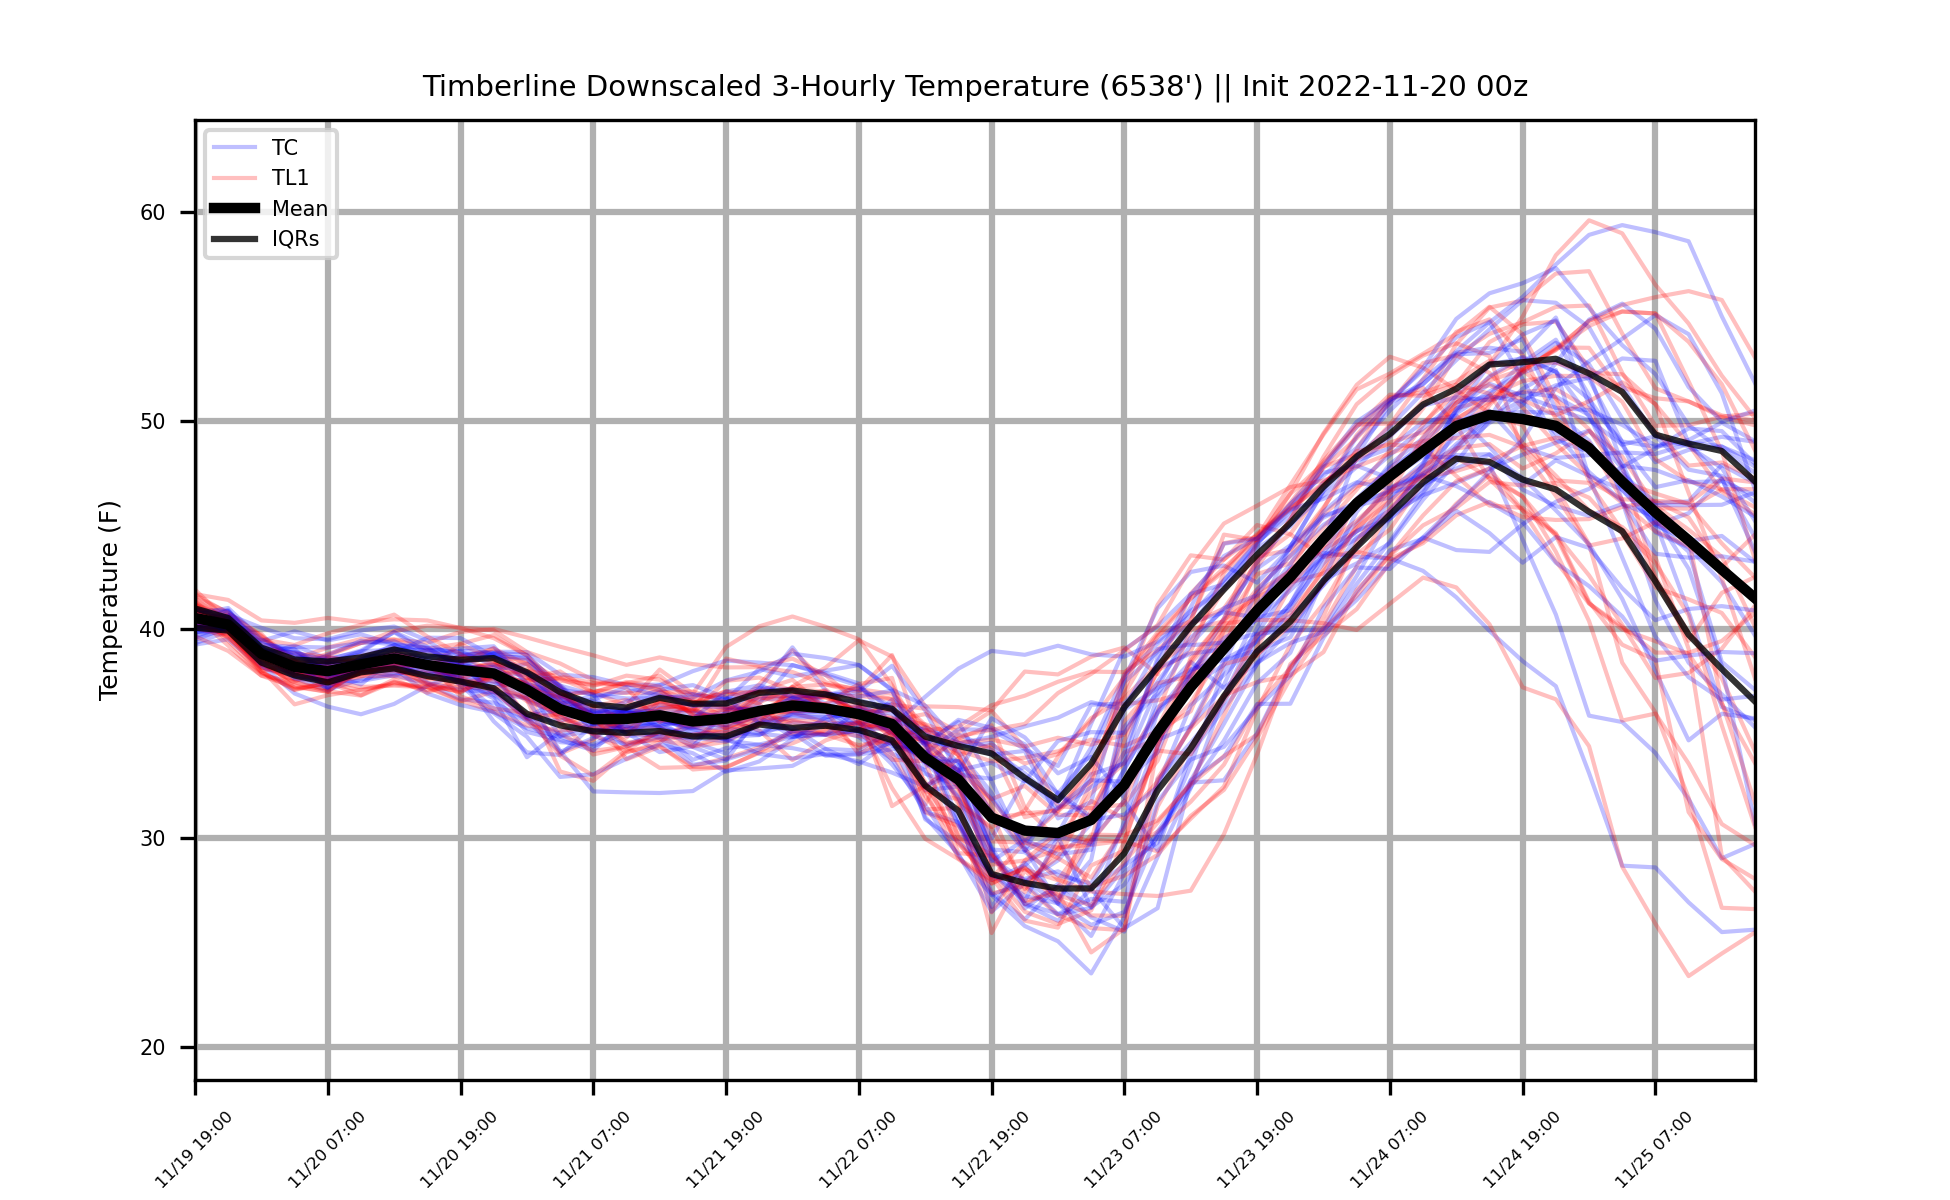 Timberline Downscaled 3-Hourly Temperature (6538') || Init 2022-11-20 00z
TC
TL1
Mean
IQRs
Temperature (F)
60
50
40
30
20
11/19 19:00
11/20 07:00
11/20 19:00
11/21 07:00
11/21 19:00
11/22 07:00
11/22 19:00
11/23 07:00
11/23 19:00
11/24 07:00
11/24 19:00
11/25 07:00